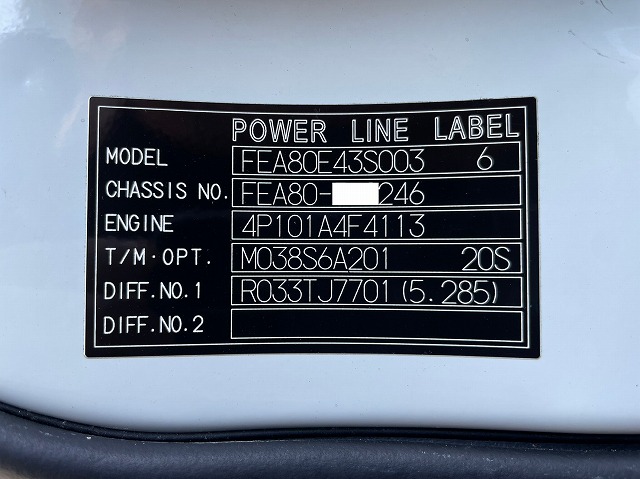 POWER LINE LABEL
MODEL FEA80E43S003 6
CHASSIS NO. FEA80- 246
ENGINE 4P101A4F4113
T/M·OPT. M038S6A201 20S
DIFF.NO.1 R033TJ7701(5.285)
DIFF.NO.2